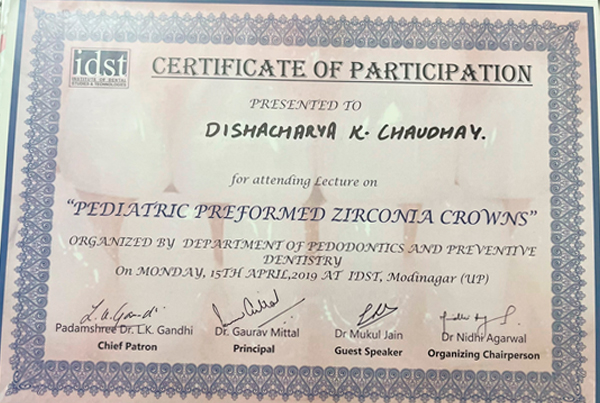 idst
INSTITUTE OF DENTAL
STUDIES & TECHNOLOGIES
CERTIFICATE OF PARTICIPATION
PRESENTED TO
DISHACHARYA K. CHAUDHAY.
for attending Lecture on
"PEDIATRIC PREFORMED ZIRCONIA CROWNS"
ORGANIZED BY DEPARTMENT OF PEDODONTICS AND PREVENTIVE
DENTISTRY
On MONDAY, 15TH APRIL,2019 AT IDST, Modinagar (UP)
L.K.Gandhi
Padamshree Dr. L.K. Gandhi
Chief Patron
Dr. Gaurav Mittal
Principal
Dr Mukul Jain
Guest Speaker
Dr Nidhi Agarwal
Organizing Chairperson